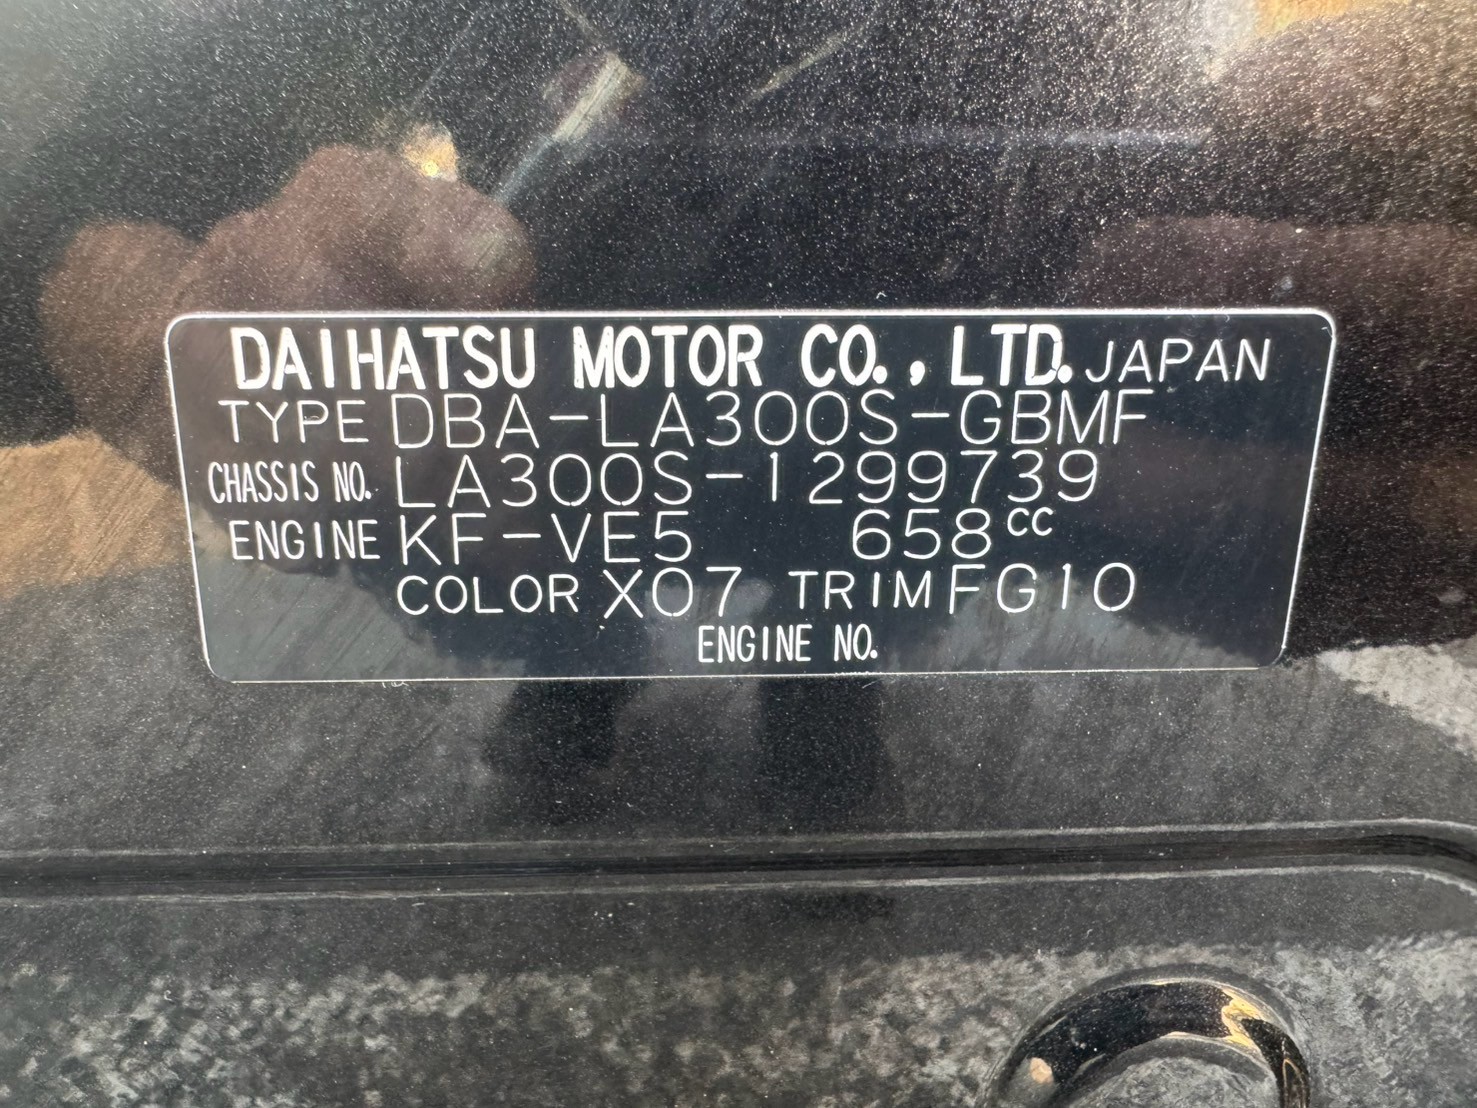 DAIHATSU MOTOR CO., LTD. JAPAN
TYPE DBA-LA300S-GBMF
CHASSIS NO. LA300S-1299739
ENGINE KF-VE5 658cc
COLOR X07 TRIM FG10
ENGINE NO.